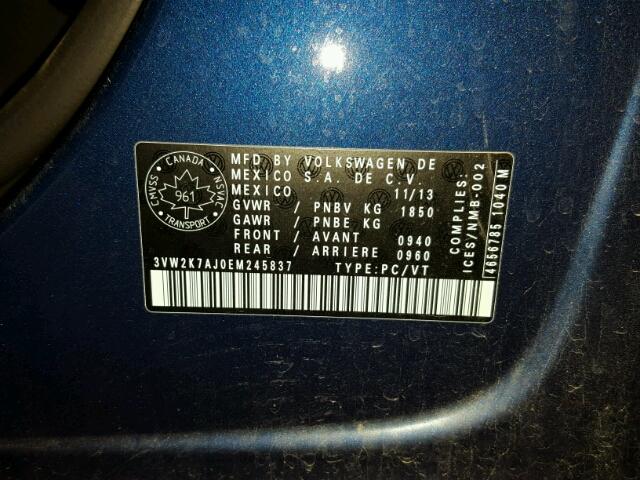 CANADA
CMVSS
NSVAC
961
TRANSPORT
MFD BY VOLKSWAGEN DE
MEXICO S.A. DE C.V.
MEXICO 11/13
GVWR / PNBV KG 1850
GAWR / PNBE KG
FRONT / AVANT 0940
REAR / ARRIERE 0960
3VW2K7AJ0EM245837 TYPE:PC/VT
COMPLIES:
ICES/NMB-002
4658785 1040 M